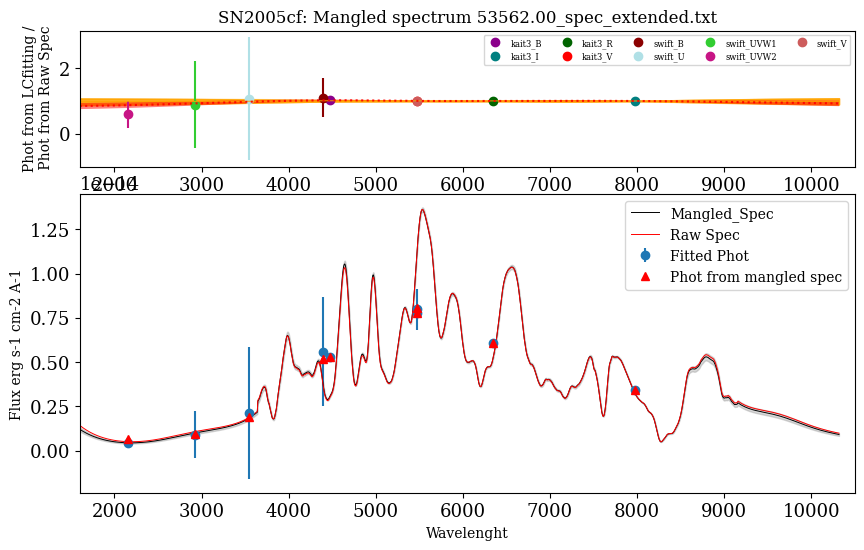 SN2005cf: Mangled spectrum 53562.00_spec_extended.txt
Phot from LCfitting /
Phot from Raw Spec
2
0
kait3_B
kait3_I
kait3_R
kait3_V
swift_B
swift_U
swift_UVW1
swift_UVW2
swift_V
2000 3000 4000 5000 6000 7000 8000 9000 10000
1e−14
Flux erg s-1 cm-2 A-1
1.25
1.00
0.75
0.50
0.25
0.00
Mangled_Spec
Raw Spec
Fitted Phot
Phot from mangled spec
2000 3000 4000 5000 6000 7000 8000 9000 10000
Wavelenght